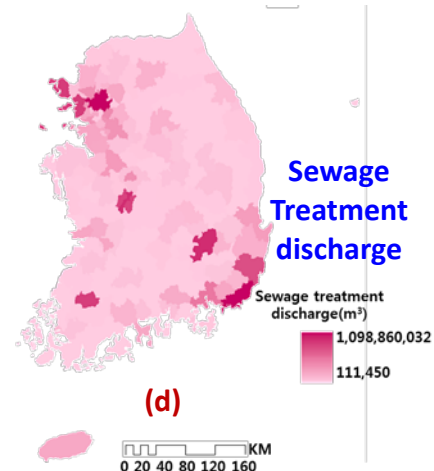 Sewage
Treatment
discharge
Sewage treatment
discharge(m³)
1,098,860,032
111,450
(d)
KM
0 20 40 80 120 160